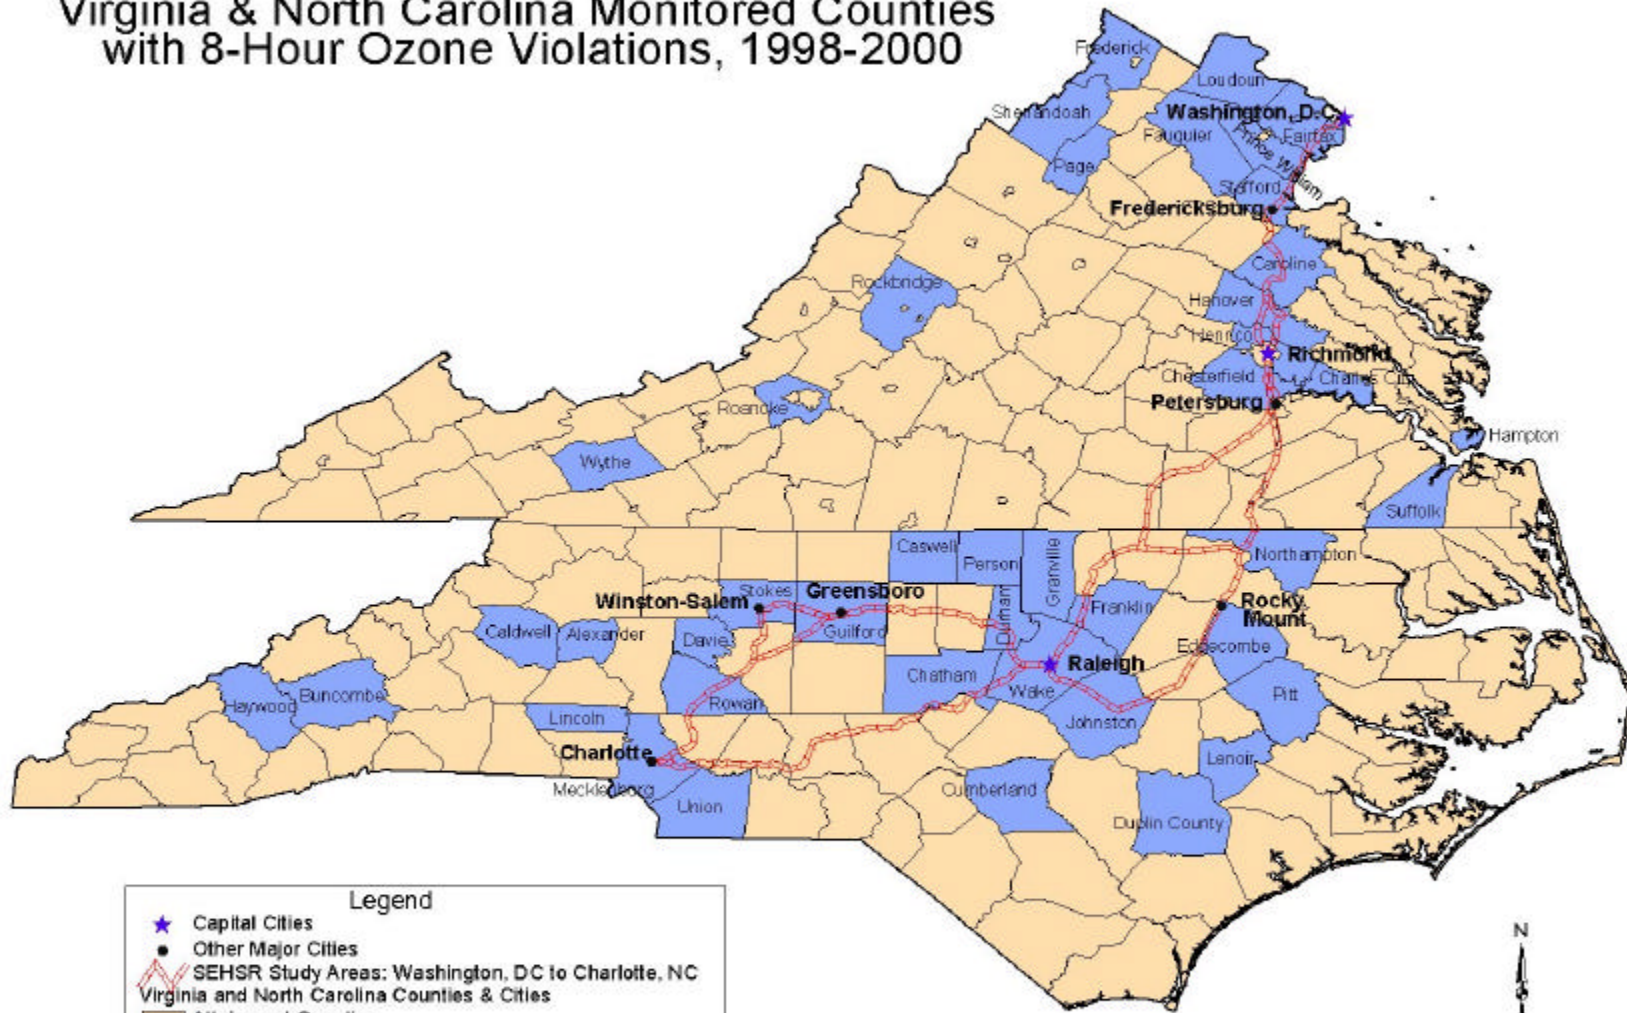 Virginia & North Carolina Monitored Counties
with 8-Hour Ozone Violations, 1998-2000
Frederick
Loudoun
Shenandoah
Washington, D.C.
Fauquier
Fairfax
Prince William
Page
Stafford
Fredericksburg
Caroline
Rockbridge
Hanover
Henrico
Richmond
Chesterfield
Charles City
Petersburg
Roanoke
Hampton
Wythe
Suffolk
Caswell
Person
Granville
Northampton
Stokes
Greensboro
Winston-Salem
Durham
Franklin
Rocky
Mount
Caldwell
Alexander
Davie
Guilford
Edgecombe
Raleigh
Chatham
Wake
Haywood
Buncombe
Rowan
Pitt
Lincoln
Johnston
Charlotte
Lenoir
Mecklenburg
Union
Cumberland
Duplin County
Legend
Capital Cities
Other Major Cities
SEHSR Study Areas: Washington, DC to Charlotte, NC
Virginia and North Carolina Counties & Cities
N